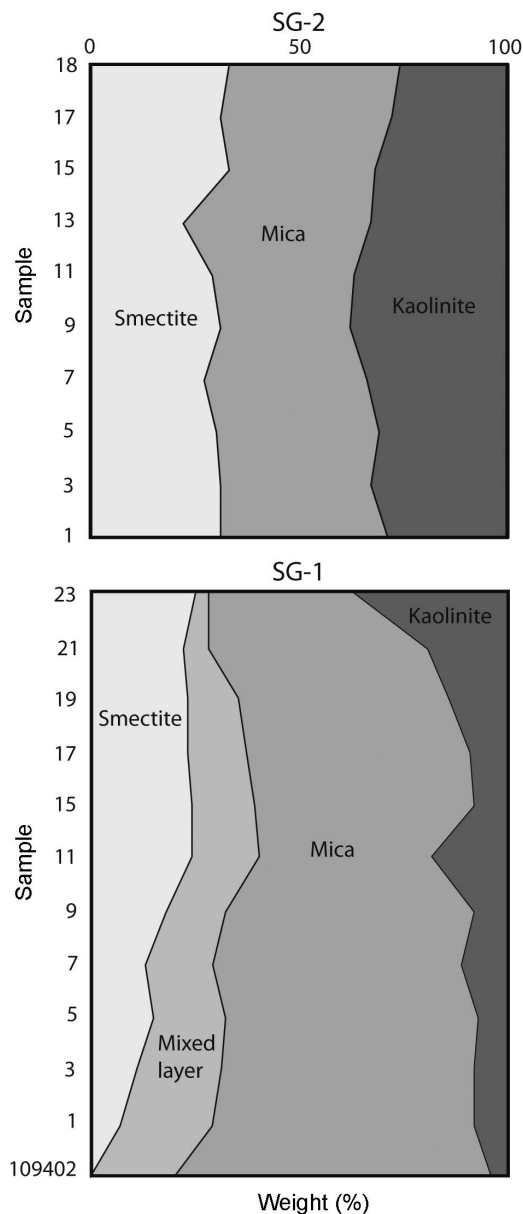 SG-2
0 50 100
18
17
15
13
11
9
7
5
3
1
Sample
Smectite
Mica
Kaolinite
SG-1
23
21
19
17
15
11
9
7
5
3
1
109402
Sample
Smectite
Mixed
layer
Mica
Kaolinite
Weight (%)